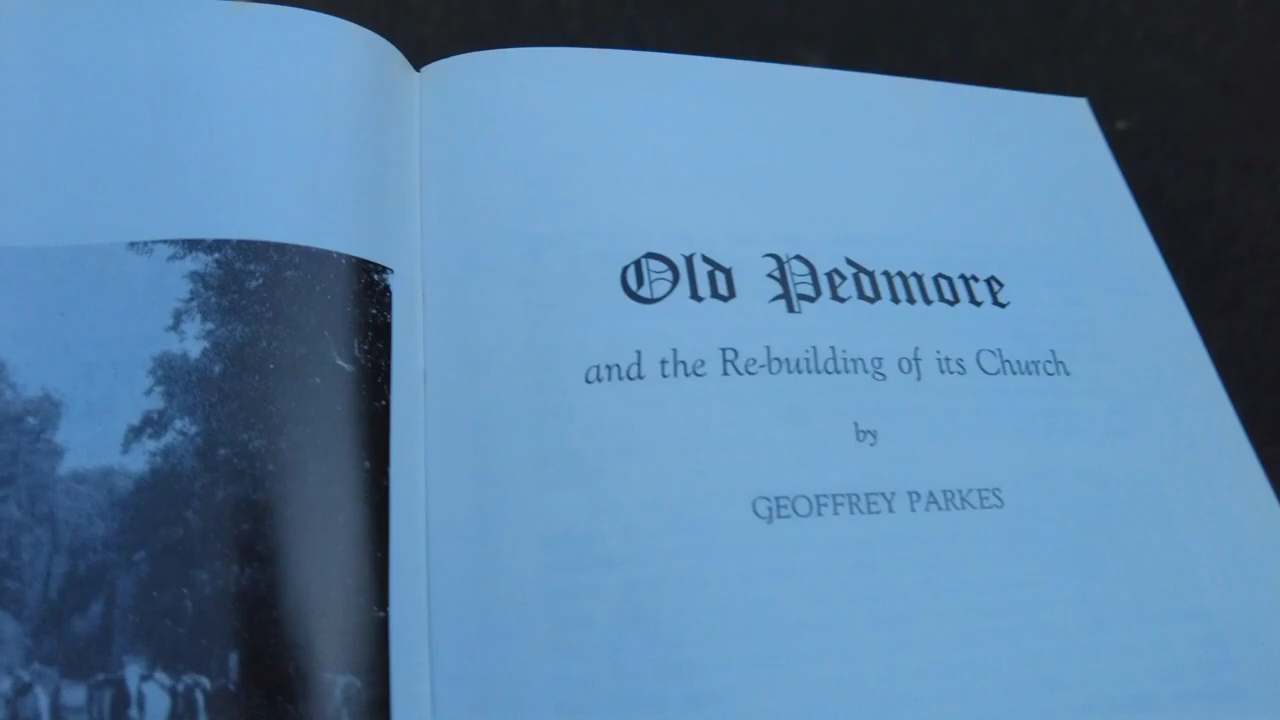 Old Pedmore
and the Re-building of its Church
by
GEOFFREY PARKES